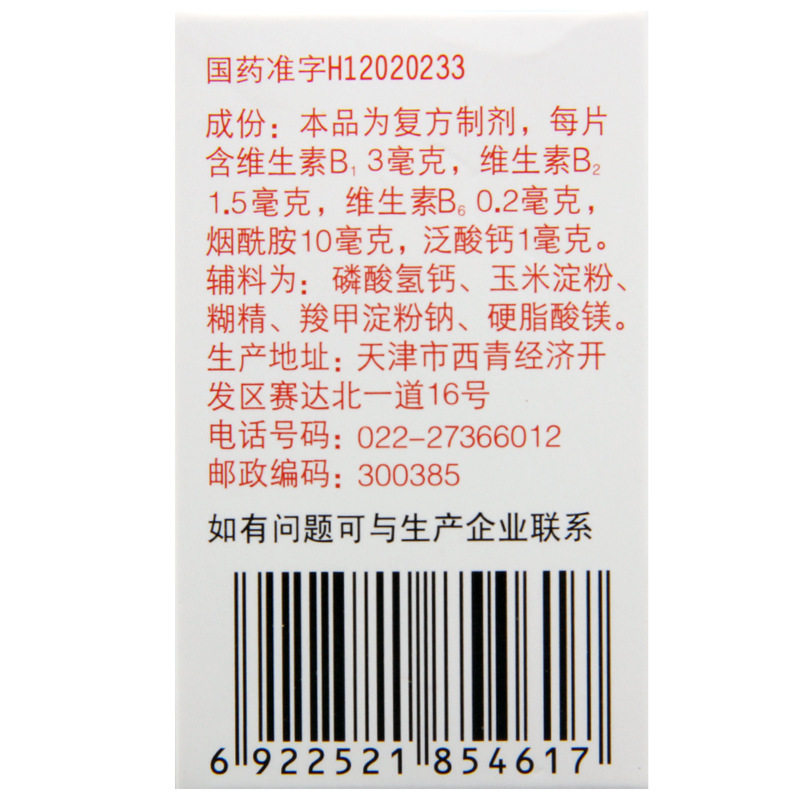 国药准字H12020233
成份：本品为复方制剂，每片
含维生素B₁ 3毫克，维生素B₂
1.5毫克，维生素B₆ 0.2毫克，
烟酰胺10毫克，泛酸钙1毫克。
辅料为：磷酸氢钙、玉米淀粉、
糊精、羧甲淀粉钠、硬脂酸镁。
生产地址：天津市西青经济开
发区赛达北一道16号
电话号码：022-27366012
邮政编码：300385
如有问题可与生产企业联系
6 922521 854617